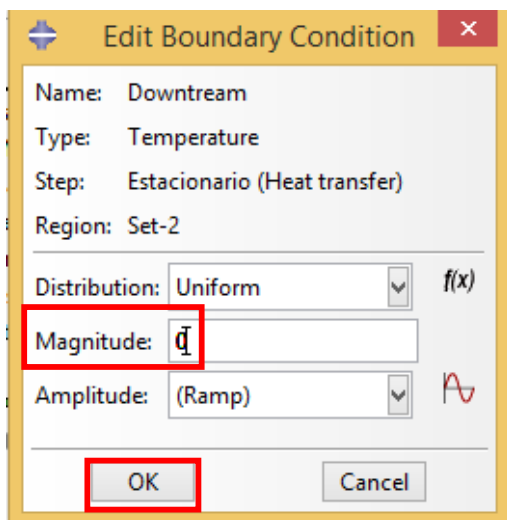 Edit Boundary Condition
Name: Downtream
Type: Temperature
Step: Estacionario (Heat transfer)
Region: Set-2
Distribution: Uniform f(x)
Magnitude: 0
Amplitude: (Ramp)
OK Cancel